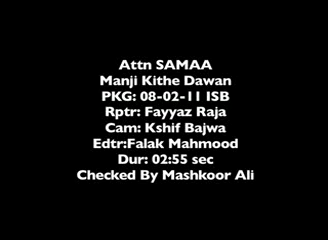 Attn SAMAA
Manji Kithe Dawan
PKG: 08-02-11 ISB
Rptr: Fayyaz Raja
Cam: Kshif Bajwa
Edtr:Falak Mahmood
Dur: 02:55 sec
Checked By Mashkoor Ali